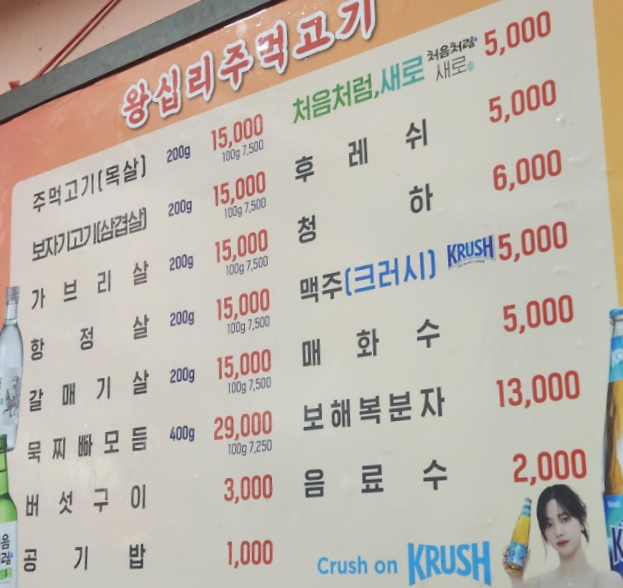 왕십리주먹고기
주먹고기(목살) 200g 15,000
100g 7,500
보자기고기(삼겹살) 200g 15,000
100g 7,500
가브리살 200g 15,000
100g 7,500
항정살 200g 15,000
100g 7,500
갈매기살 200g 15,000
100g 7,500
묵찌빠모듬 400g 29,000
100g 7,250
버섯구이 3,000
공기밥 1,000
처음처럼,새로 처음처럼 새로 5,000
후레쉬 5,000
청하 6,000
맥주(크러시) KRUSH 5,000
매화수 5,000
보해복분자 13,000
음료수 2,000
Crush on KRUSH